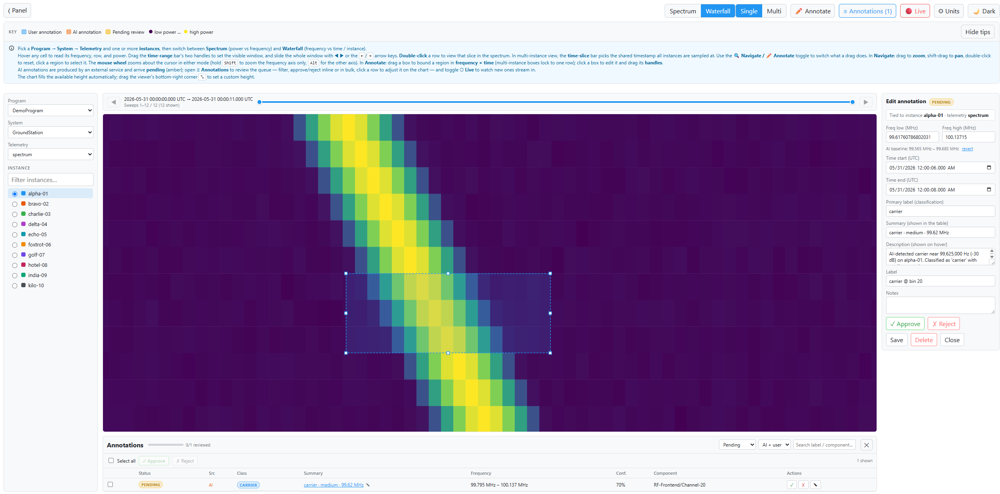 ⟨ Panel
Spectrum Waterfall Single Multi Annotate ≡ Annotations (1) Live ⚙ Units Dark
KEY User annotation AI annotation Pending review low power ... high power Hide tips
Pick a Program → System → Telemetry and one or more instances, then switch between Spectrum (power vs frequency) and Waterfall (frequency vs time / instance).
Hover any cell to read its frequency, row, and power. Drag the time-range bar's two handles to set the visible window, and slide the whole window with ◀ ▶ or the ←/→ arrow keys. Double-click a row to view that slice in the spectrum. In multi-instance view, the time-slice bar picks the shared timestamp all instances are sampled at. Use the 🔍 Navigate / Annotate toggle to switch what a drag does. In Navigate: drag to zoom, shift-drag to pan, double-click
to reset, click a region to select it. The mouse wheel zooms about the cursor in either mode (hold Shift to zoom the frequency axis only, Alt for the other axis). In Annotate: drag a box to bound a region in frequency × time (multi-instance boxes lock to one row); click a box to edit it and drag its handles.
AI annotations are produced by an external service and arrive pending (amber); open ≡ Annotations to review the queue — filter, approve/reject inline or in bulk, click a row to adjust it on the chart — and toggle ○ Live to watch new ones stream in.
The chart fills the available height automatically; drag the viewer's bottom-right corner ⤡ to set a custom height.
Program
DemoProgram
System
GroundStation
Telemetry
spectrum
INSTANCE
Filter instances...
alpha-01
bravo-02
charlie-03
delta-04
echo-05
foxtrot-06
golf-07
hotel-08
india-09
kilo-10
◀ 2026-05-31 00:00:00.000 UTC → 2026-05-31 00:00:11.000 UTC ▶
Sweeps 1–12 / 12 (12 shown)
Edit annotation PENDING
Tied to instance alpha-01 · telemetry spectrum
Freq low (MHz) Freq high (MHz)
99.61760786802031 100.13715
AI baseline: 99.565 MHz – 99.685 MHz revert
Time start (UTC)
05/31/2026 12:00:06.000 AM
Time end (UTC)
05/31/2026 12:00:08.000 AM
Primary label (classification)
carrier
Summary (shown in the table)
carrier · medium · 99.62 MHz
Description (shown on hover)
AI-detected carrier near 99,625,000 Hz (-30
dB) on alpha-01. Classified as 'carrier' with
Label
carrier @ bin 20
Notes
✓ Approve ✗ Reject
Save Delete Close
Annotations 0/1 reviewed Pending AI + user Search label / component...
Select all ✓ Approve ✗ Reject 1 shown
Status Src Class Summary Frequency Conf. Component Actions
PENDING AI CARRIER carrier · medium · 99.62 MHz 99.795 MHz – 100.137 MHz 70% RF-Frontend/Channel-20 ✓ ✗